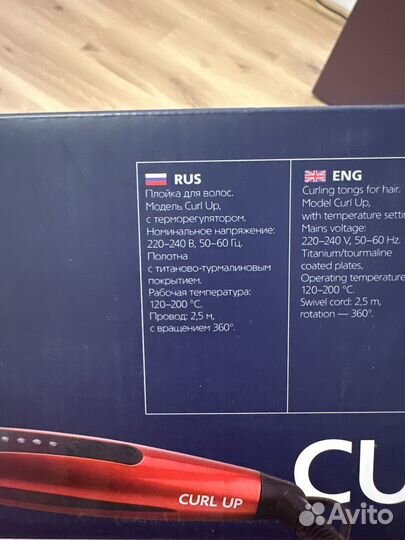 RUS
Плойка для волос.
Модель Curl Up,
с терморегулятором.
Номинальное напряжение:
220–240 В, 50–60 Гц.
Полотна
с титаново-турмалиновым
покрытием.
Рабочая температура:
120–200 °C.
Провод: 2,5 м,
с вращением 360°.
ENG
Curling tongs for hair.
Model Curl Up,
with temperature settin
Mains voltage:
220–240 V, 50–60 Hz.
Titanium/tourmaline
coated plates,
Operating temperature
120–200 °C.
Swivel cord: 2,5 m,
rotation — 360°.
CURL UP
CU
Avito